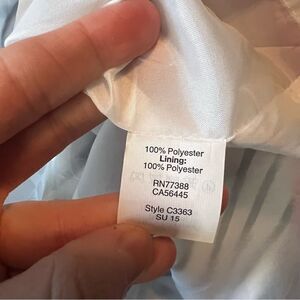 100% Polyester
Lining:
100% Polyester
RN77388
CA56445
Style C3363
SU 15